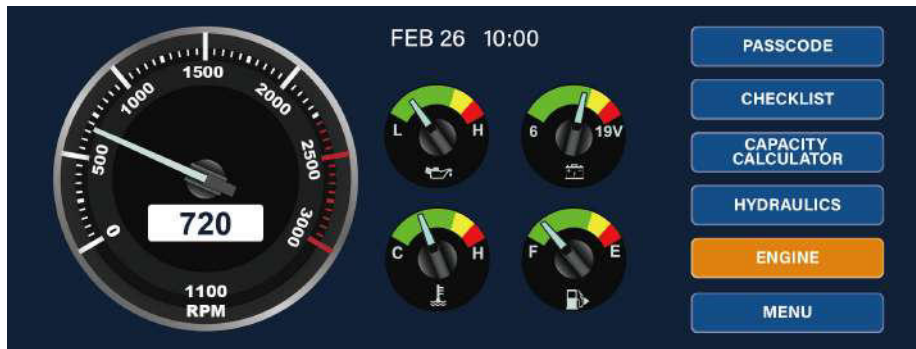 FEB 26 10:00
0
500
1000
1500
2000
2500
3000
720
1100
RPM
L H
6 19V
C H
F E
PASSCODE
CHECKLIST
CAPACITY
CALCULATOR
HYDRAULICS
ENGINE
MENU